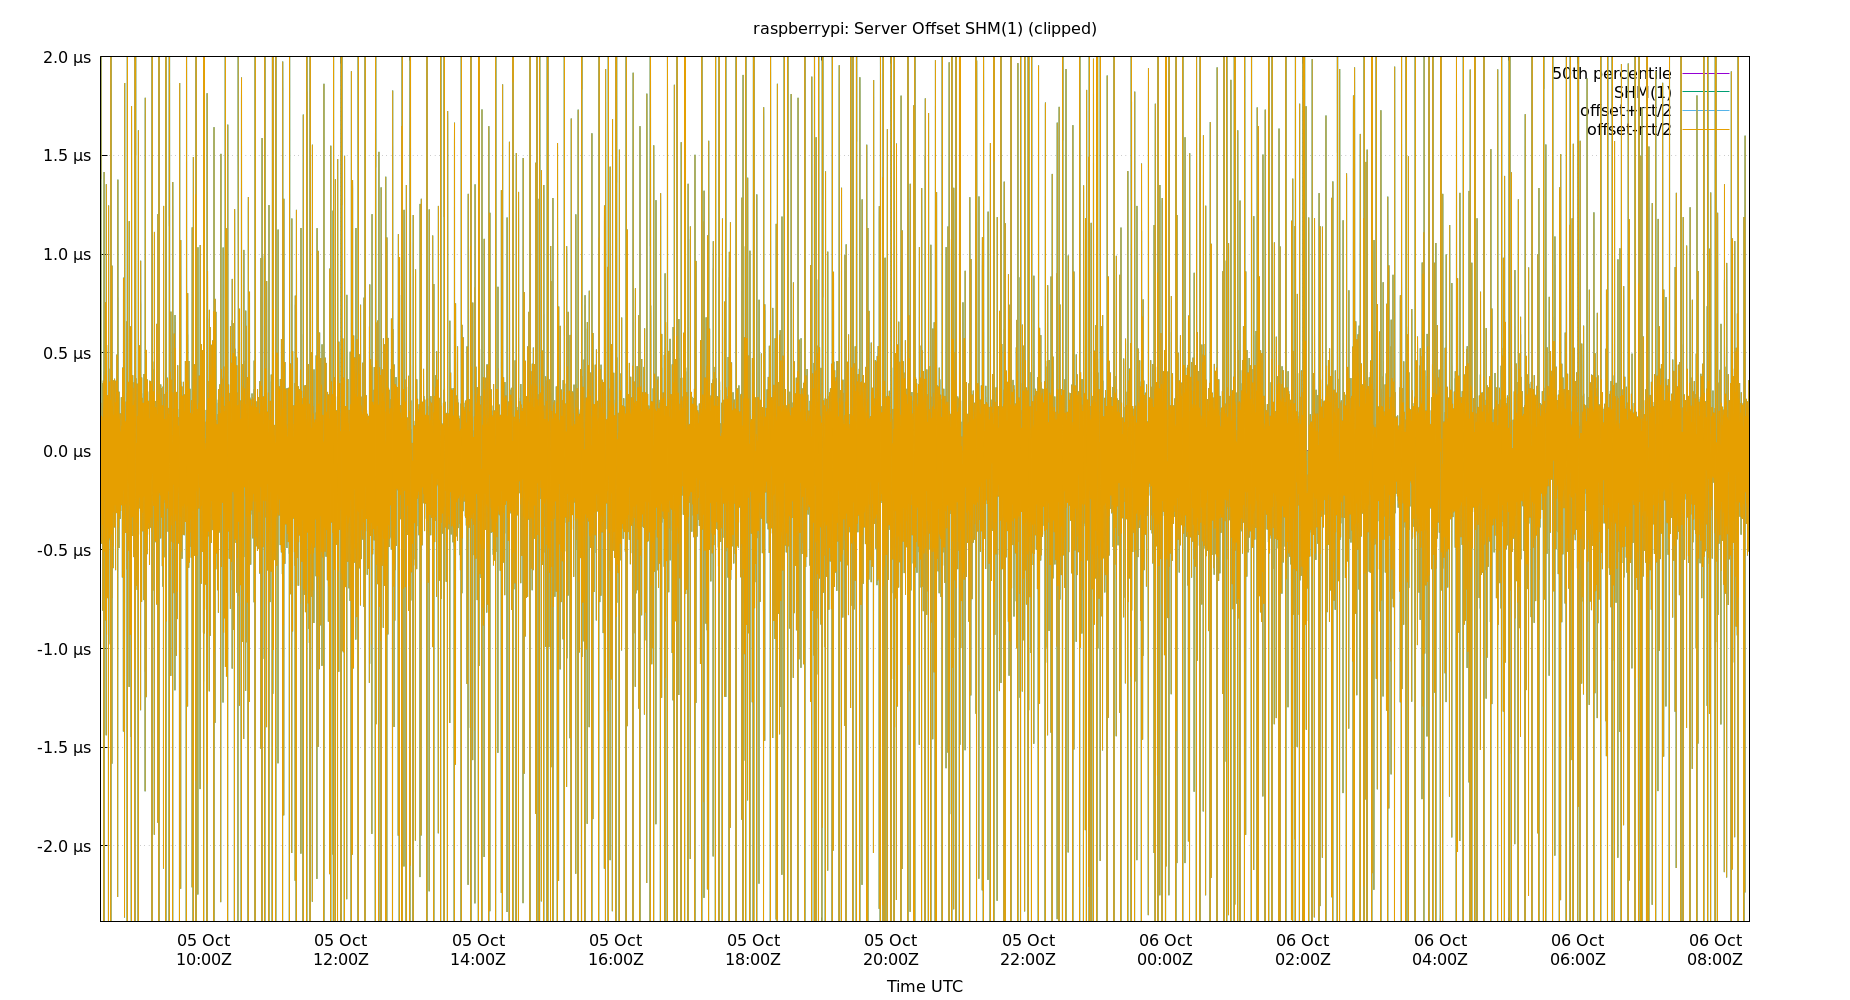 raspberrypi: Server Offset SHM(1) (clipped)
2.0 µs
1.5 µs
1.0 µs
0.5 µs
0.0 µs
-0.5 µs
-1.0 µs
-1.5 µs
-2.0 µs
50th percentile
SHM(1)
offset+rtt/2
offset-rtt/2
05 Oct 05 Oct 05 Oct 05 Oct 05 Oct 05 Oct 05 Oct 06 Oct 06 Oct 06 Oct 06 Oct 06 Oct
10:00Z 12:00Z 14:00Z 16:00Z 18:00Z 20:00Z 22:00Z 00:00Z 02:00Z 04:00Z 06:00Z 08:00Z
Time UTC